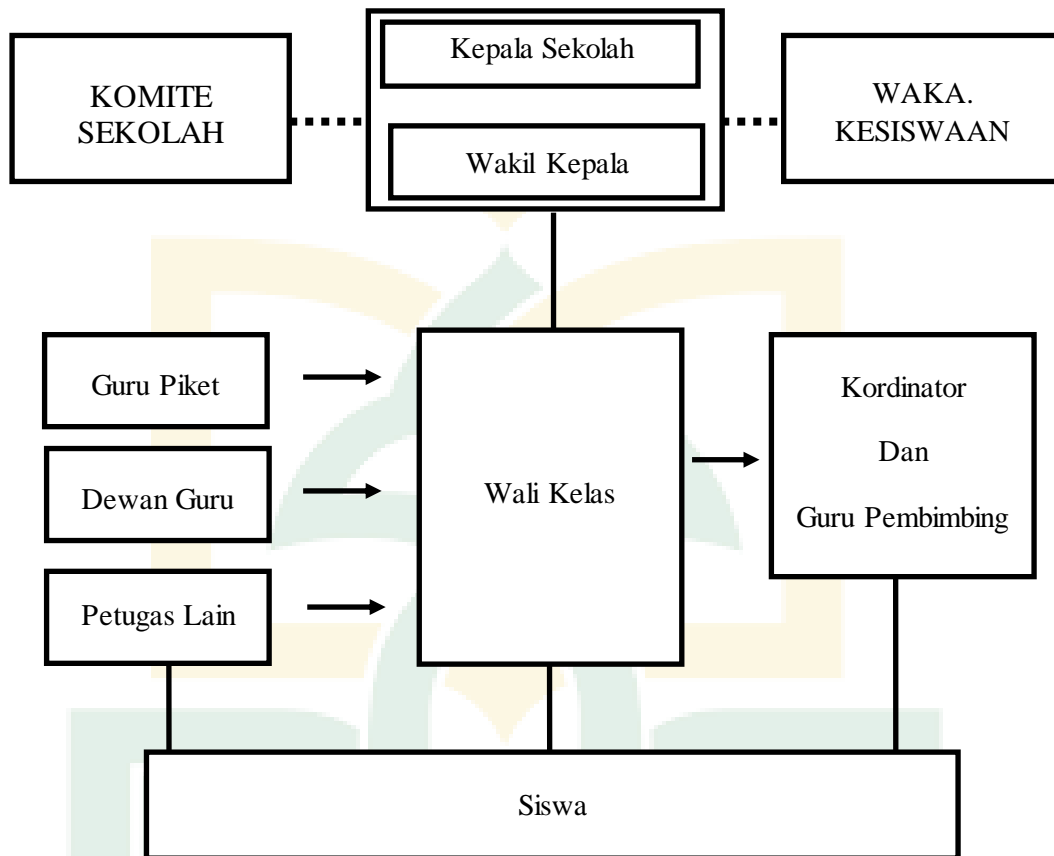 Kepala Sekolah
KOMITE
SEKOLAH
WAKA.
KESISWAAN
Wakil Kepala
Guru Piket
Dewan Guru
Petugas Lain
Wali Kelas
Kordinator
Dan
Guru Pembimbing
Siswa